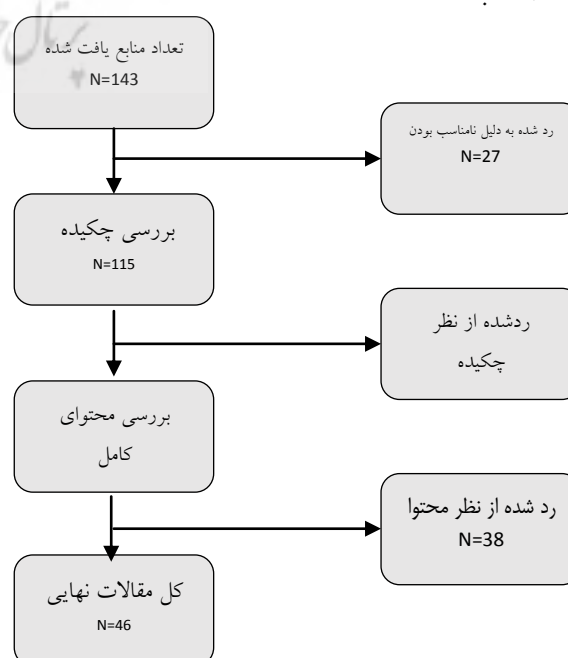 تعداد منابع یافت شده
N=143
رد شده به دلیل نامناسب بودن
N=27
بررسی چکیده
N=115
ردشده از نظر
چکیده
بررسی محتوای
کامل
رد شده از نظر محتوا
N=38
کل مقالات نهایی
N=46